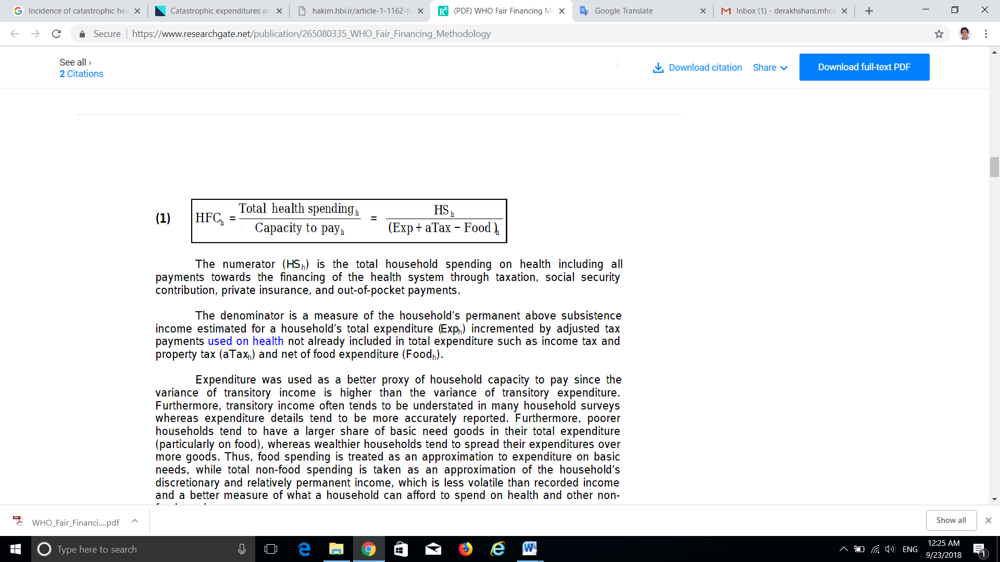 Incidence of catastrophic hea
Catastrophic expenditures an
hakim.hbi.ir/article-1-1162-fa
(PDF) WHO Fair Financing M
Google Translate
Inbox (1) - derakhshani.mhc@
Secure
https://www.researchgate.net/publication/265080335_WHO_Fair_Financing_Methodology
See all ›
2 Citations
2
Download citation
Share
Download full-text PDF
(1) HFCh = Total health spendingh / Capacity to payh = HSh / (Exp + aTax − Food)h
The numerator (HSh) is the total household spending on health including all
payments towards the financing of the health system through taxation, social security
contribution, private insurance, and out-of-pocket payments.
The denominator is a measure of the household’s permanent above subsistence
income estimated for a household’s total expenditure (Exph) incremented by adjusted tax
payments used on health not already included in total expenditure such as income tax and
property tax (aTaxh) and net of food expenditure (Foodh).
Expenditure was used as a better proxy of household capacity to pay since the
variance of transitory income is higher than the variance of transitory expenditure.
Furthermore, transitory income often tends to be understated in many household surveys
whereas expenditure details tend to be more accurately reported. Furthermore, poorer
households tend to have a larger share of basic need goods in their total expenditure
(particularly on food), whereas wealthier households tend to spread their expenditures over
more goods. Thus, food spending is treated as an approximation to expenditure on basic
needs, while total non-food spending is taken as an approximation of the household’s
discretionary and relatively permanent income, which is less volatile than recorded income
and a better measure of what a household can afford to spend on health and other non-
WHO_Fair_Financi....pdf
Show all
Type here to search
ENG
12:25 AM
9/23/2018
1